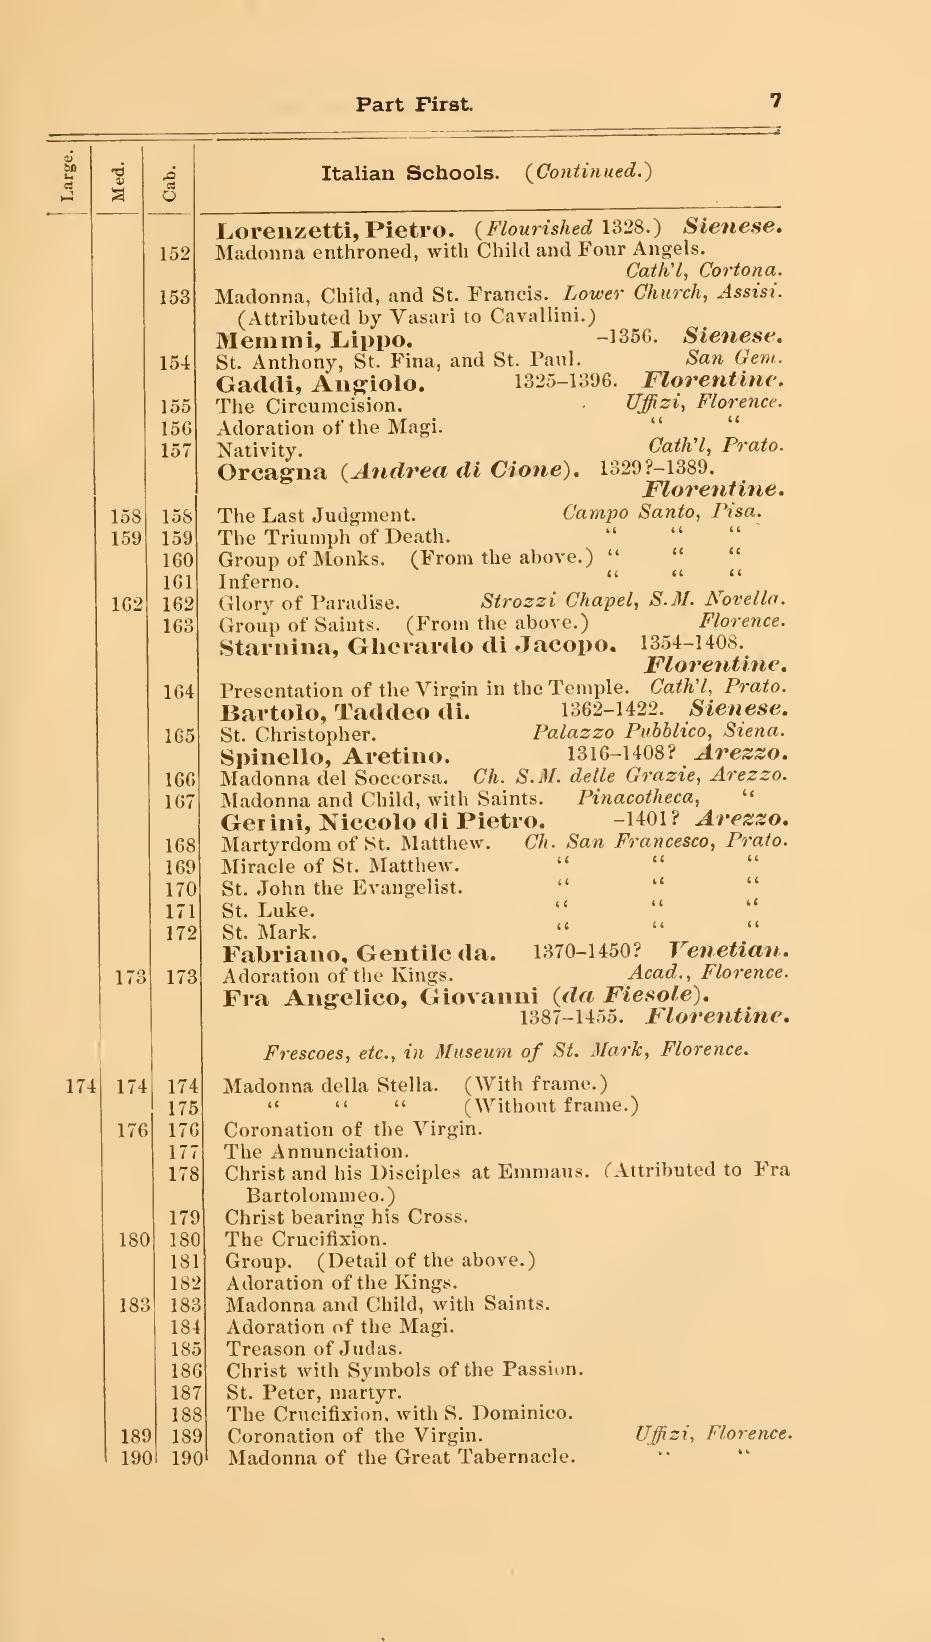 Part First. 7
Large. Med. Cab. Italian Schools. (Continued.)
Lorenzetti, Pietro. (Flourished 1328.) Sienese.
152 Madonna enthroned, with Child and Four Angels.
Cath'l, Cortona.
153 Madonna, Child, and St. Francis. Lower Church, Assisi.
(Attributed by Vasari to Cavallini.)
Memmi, Lippo. -1356. Sienese.
154 St. Anthony, St. Fina, and St. Paul. San Gem.
Gaddi, Angiolo. 1325-1396. Florentine.
155 The Circumcision. Uffizi, Florence.
156 Adoration of the Magi. " "
157 Nativity. Cath'l, Prato.
Orcagna (Andrea di Cione). 1329?-1389.
Florentine.
158 158 The Last Judgment. Campo Santo, Pisa.
159 159 The Triumph of Death. " " "
160 Group of Monks. (From the above.) " " "
161 Inferno. " " "
162 162 Glory of Paradise. Strozzi Chapel, S.M. Novella.
163 Group of Saints. (From the above.) Florence.
Starnina, Gherardo di Jacopo. 1354-1408.
Florentine.
164 Presentation of the Virgin in the Temple. Cath'l, Prato.
Bartolo, Taddeo di. 1362-1422. Sienese.
165 St. Christopher. Palazzo Pubblico, Siena.
Spinello, Aretino. 1316-1408? Arezzo.
166 Madonna del Soccorsa. Ch. S.M. delle Grazie, Arezzo.
167 Madonna and Child, with Saints. Pinacotheca, "
Gerini, Niccolo di Pietro. -1401? Arezzo.
168 Martyrdom of St. Matthew. Ch. San Francesco, Prato.
169 Miracle of St. Matthew. " " "
170 St. John the Evangelist. " " "
171 St. Luke. " " "
172 St. Mark. " " "
Fabriano, Gentile da. 1370-1450? Venetian.
173 173 Adoration of the Kings. Acad., Florence.
Fra Angelico, Giovanni (da Fiesole).
1387-1455. Florentine.
Frescoes, etc., in Museum of St. Mark, Florence.
174 174 174 Madonna della Stella. (With frame.)
175 " " " (Without frame.)
176 176 Coronation of the Virgin.
177 The Annunciation.
178 Christ and his Disciples at Emmaus. (Attributed to Fra
Bartolommeo.)
179 Christ bearing his Cross.
180 180 The Crucifixion.
181 Group. (Detail of the above.)
182 Adoration of the Kings.
183 183 Madonna and Child, with Saints.
184 Adoration of the Magi.
185 Treason of Judas.
186 Christ with Symbols of the Passion.
187 St. Peter, martyr.
188 The Crucifixion, with S. Dominico.
189 189 Coronation of the Virgin. Uffizi, Florence.
190 190 Madonna of the Great Tabernacle. " "